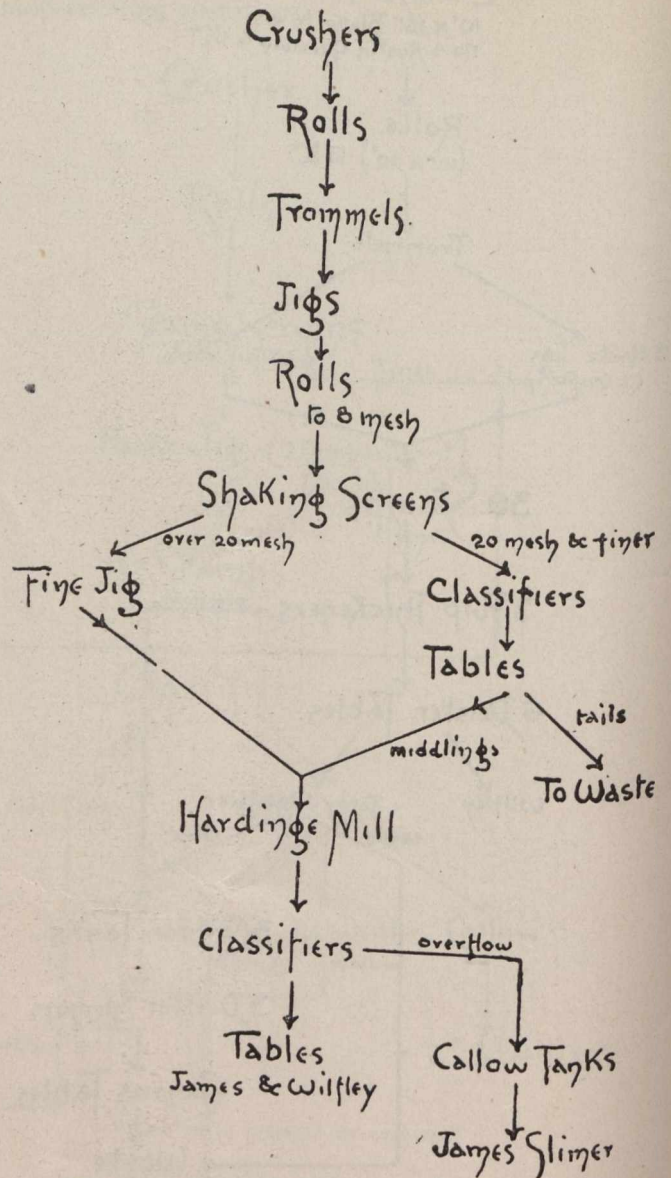 Crushers
Rolls
Trommels.
Jigs
Rolls
to 8 mesh
Shaking Screens
over 20 mesh
20 mesh & finer
Fine Jig
Classifiers
Tables
tails
middlings
To Waste
Hardinge Mill
Classifiers
overflow
Tables
James & Wilfley
Callow Tanks
James Slimer